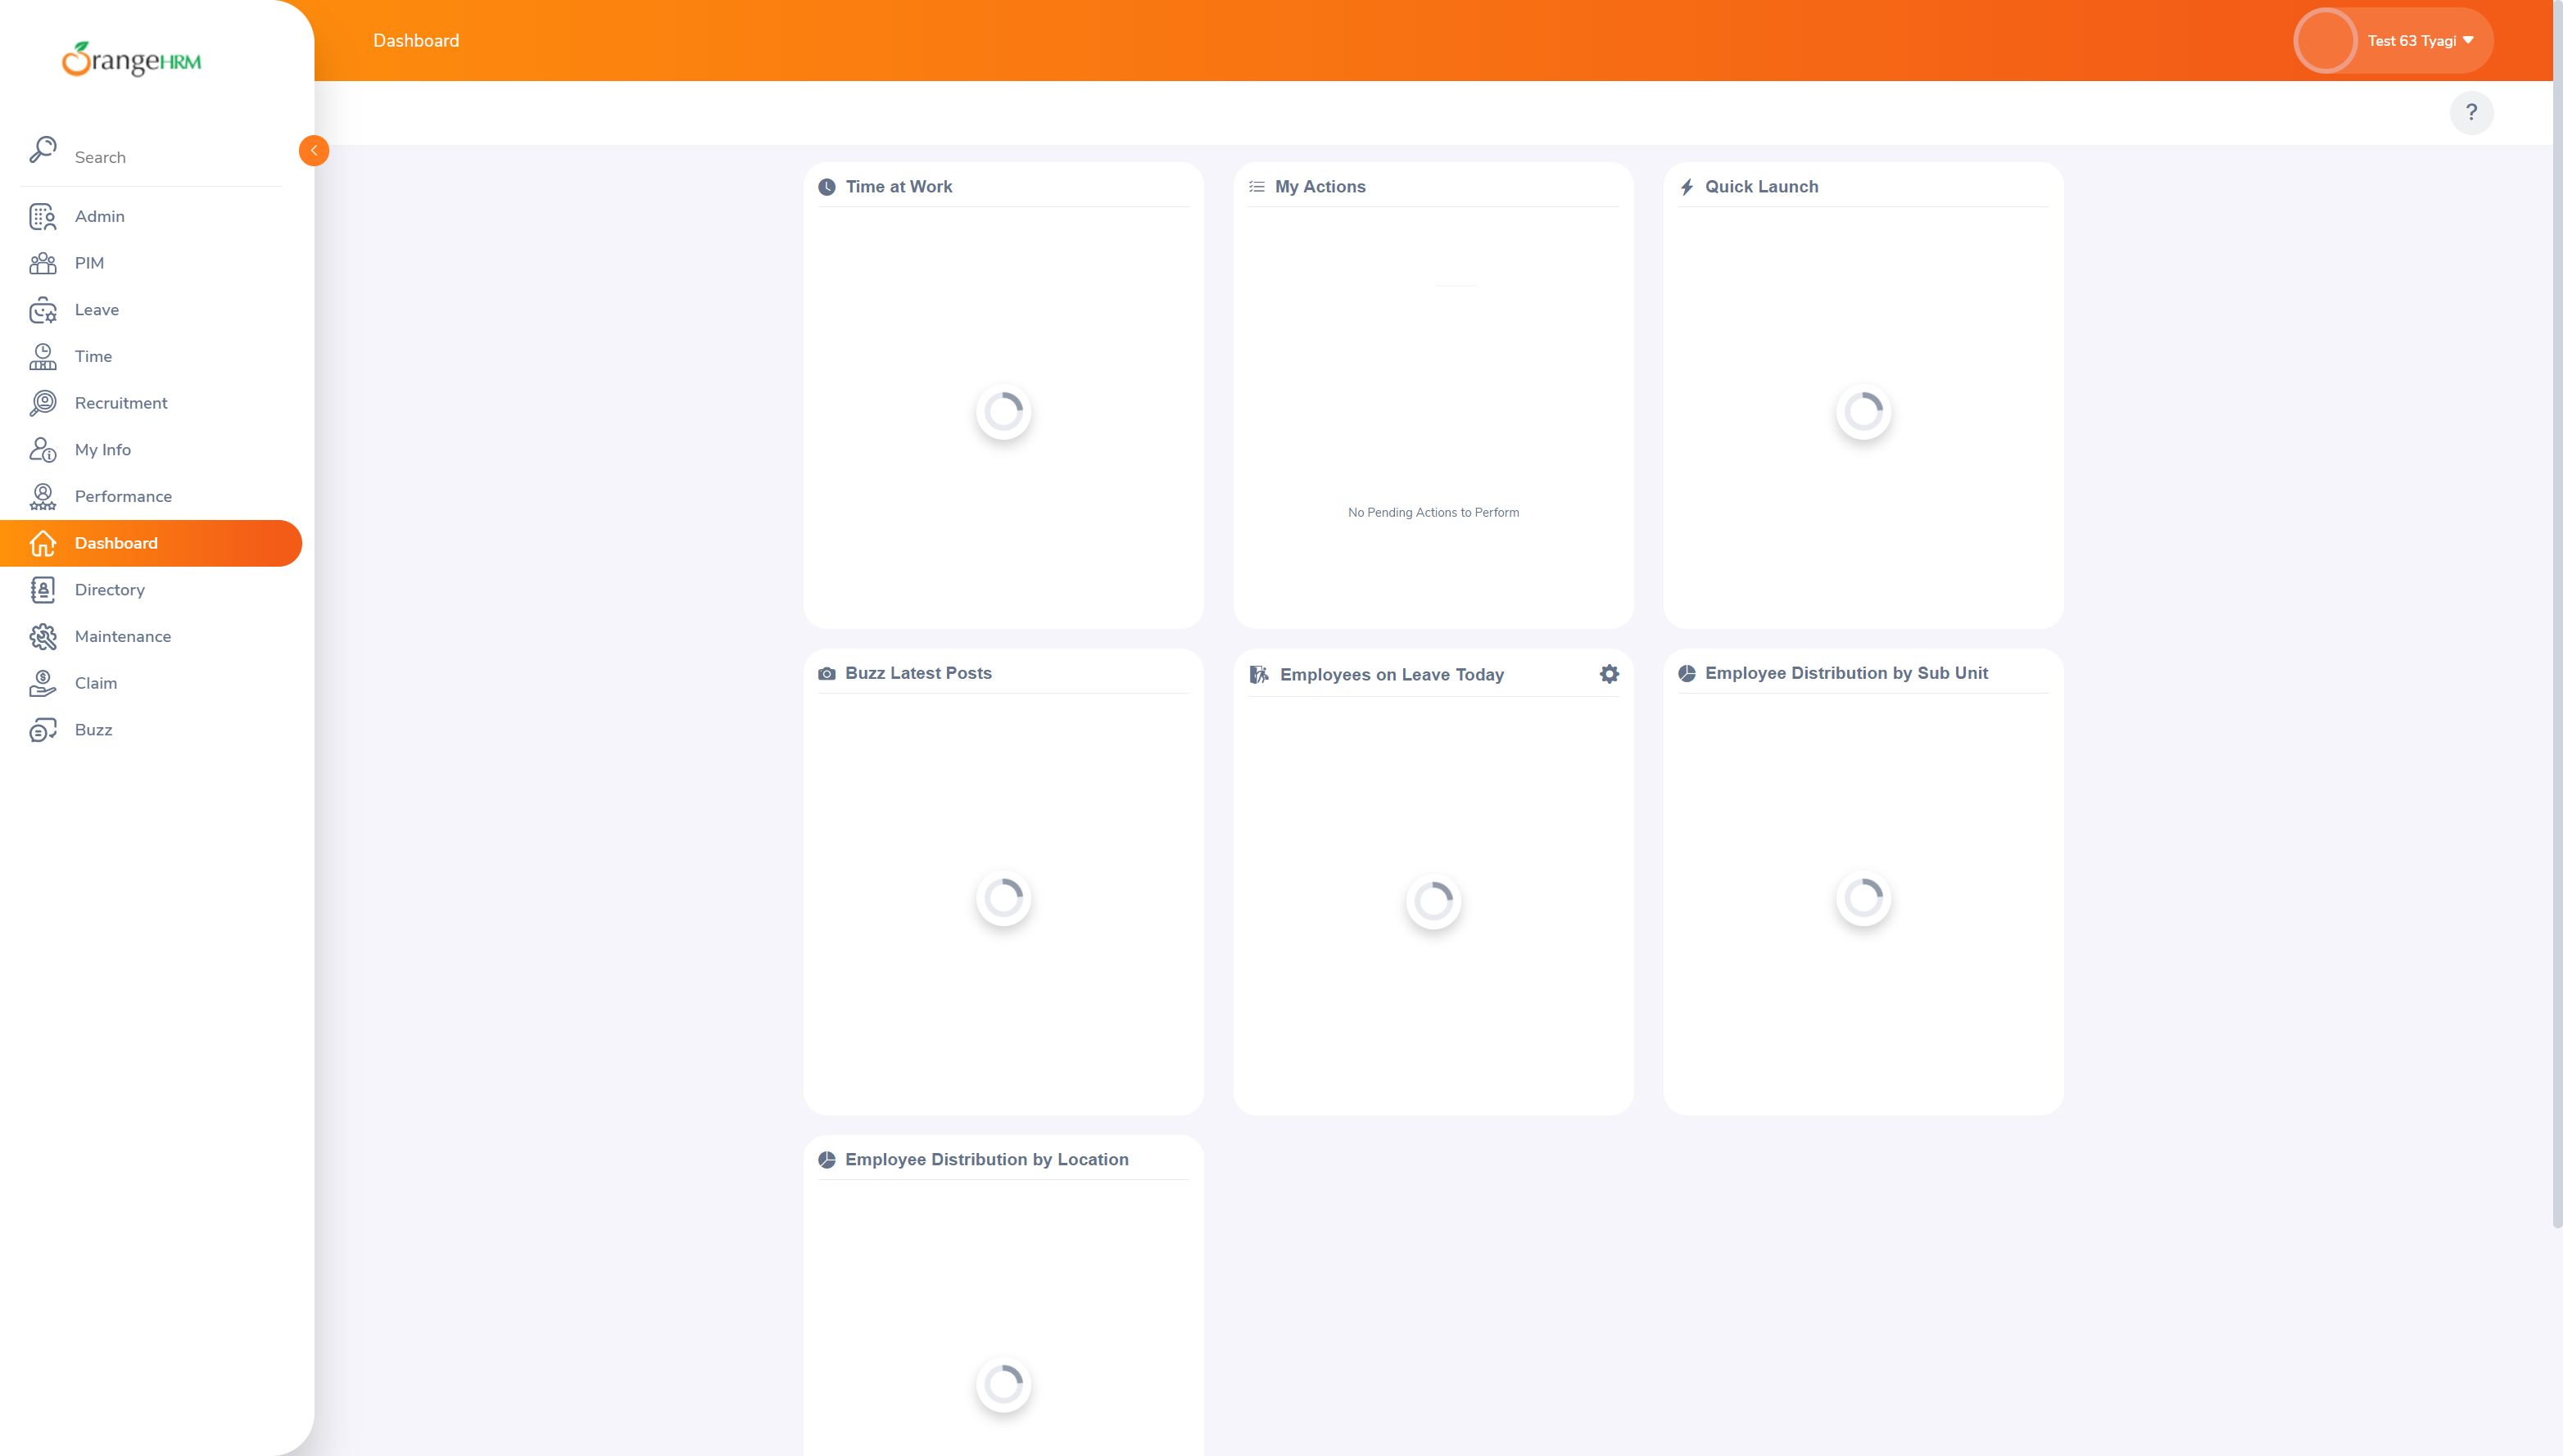 OrangeHRM
Search
Admin
PIM
Leave
Time
Recruitment
My Info
Performance
Dashboard
Directory
Maintenance
Claim
Buzz
Dashboard
Test 63 Tyagi
?
Time at Work
My Actions
No Pending Actions to Perform
Quick Launch
Buzz Latest Posts
Employees on Leave Today
Employee Distribution by Sub Unit
Employee Distribution by Location